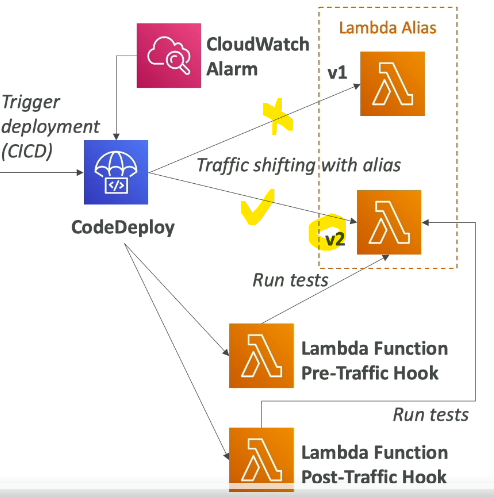 CloudWatch
Alarm
Lambda Alias
v1
Trigger
deployment
(CICD)
Traffic shifting with alias
CodeDeploy
v2
Run tests
Lambda Function
Pre-Traffic Hook
Run tests
Lambda Function
Post-Traffic Hook